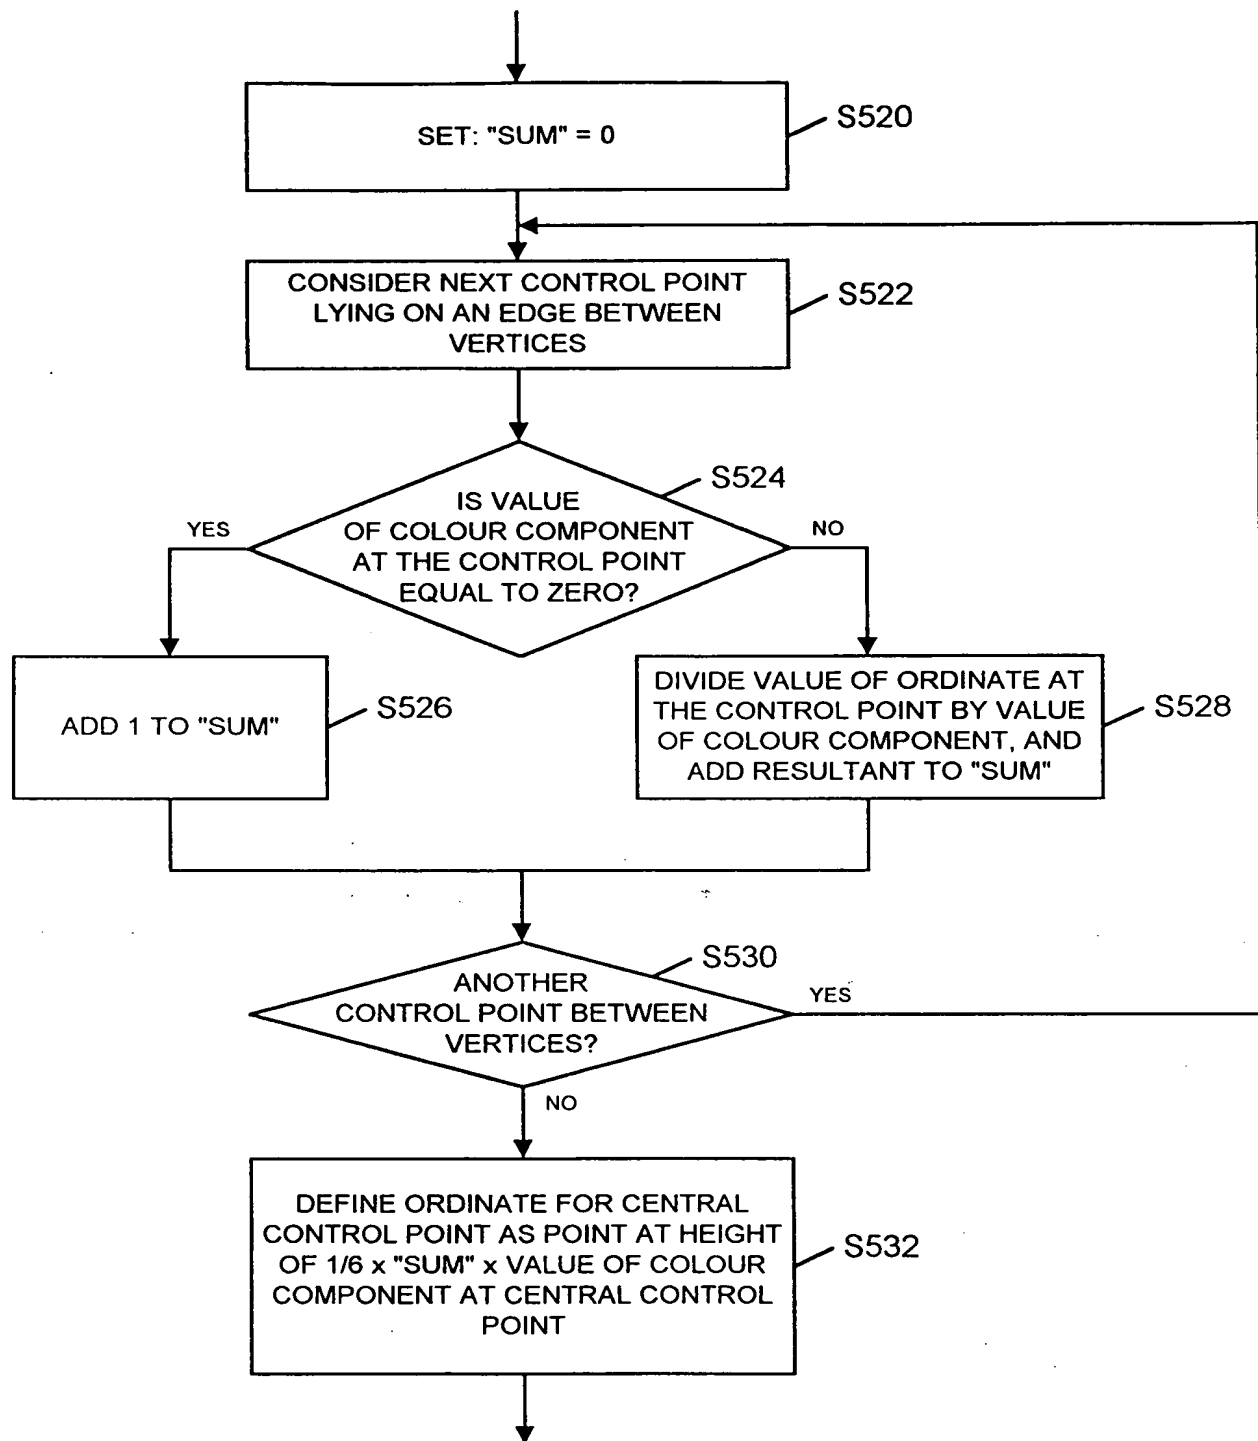 SET: "SUM" = 0
S520
CONSIDER NEXT CONTROL POINT
LYING ON AN EDGE BETWEEN
VERTICES
S522
IS VALUE
OF COLOUR COMPONENT
AT THE CONTROL POINT
EQUAL TO ZERO?
S524
YES
NO
ADD 1 TO "SUM"
S526
DIVIDE VALUE OF ORDINATE AT
THE CONTROL POINT BY VALUE
OF COLOUR COMPONENT, AND
ADD RESULTANT TO "SUM"
S528
ANOTHER
CONTROL POINT BETWEEN
VERTICES?
S530
YES
NO
DEFINE ORDINATE FOR CENTRAL
CONTROL POINT AS POINT AT HEIGHT
OF 1/6 x "SUM" x VALUE OF COLOUR
COMPONENT AT CENTRAL CONTROL
POINT
S532